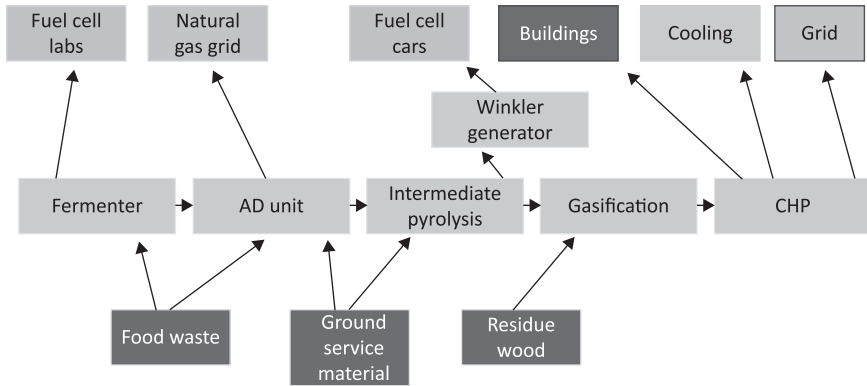 Fuel cell
labs
Natural
gas grid
Fuel cell
cars
Buildings
Cooling
Grid
Winkler
generator
Fermenter
AD unit
Intermediate
pyrolysis
Gasification
CHP
Food waste
Ground
service
material
Residue
wood